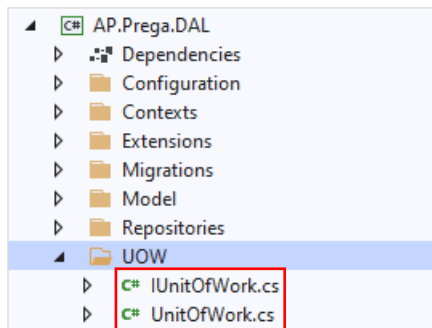 C# AP.Prega.DAL
Dependencies
Configuration
Contexts
Extensions
Migrations
Model
Repositories
UOW
C# IUnitOfWork.cs
C# UnitOfWork.cs